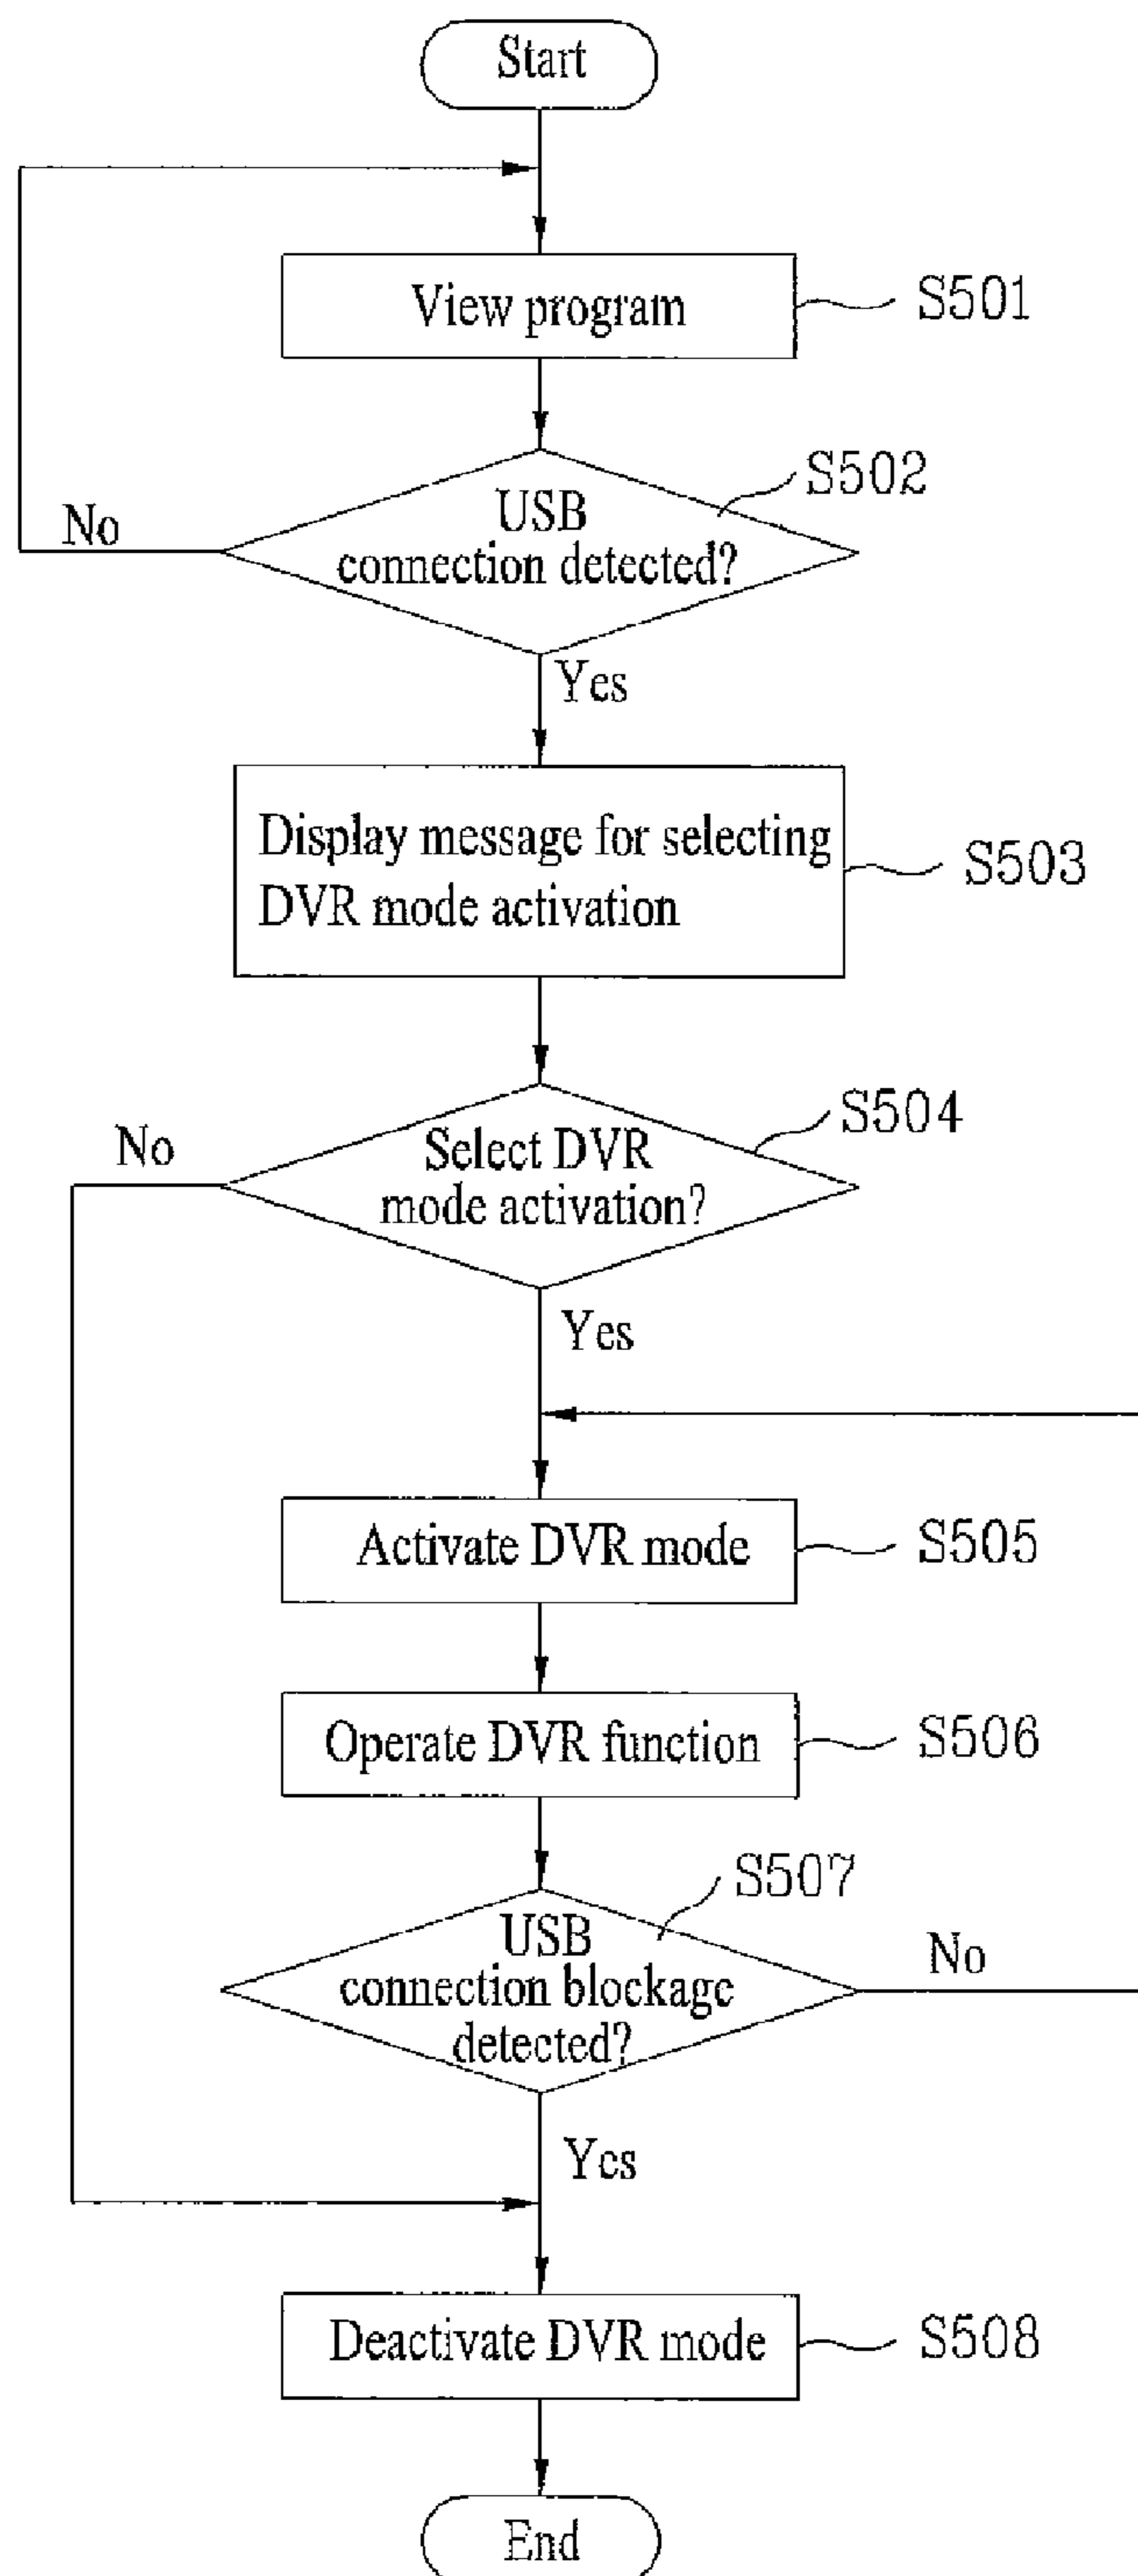 Start
View program
S501
S502
USB
connection detected?
No
Yes
Display message for selecting
DVR mode activation
S503
S504
Select DVR
mode activation?
No
Yes
Activate DVR mode
S505
Operate DVR function
S506
S507
USB
connection blockage
detected?
No
Yes
Deactivate DVR mode
S508
End